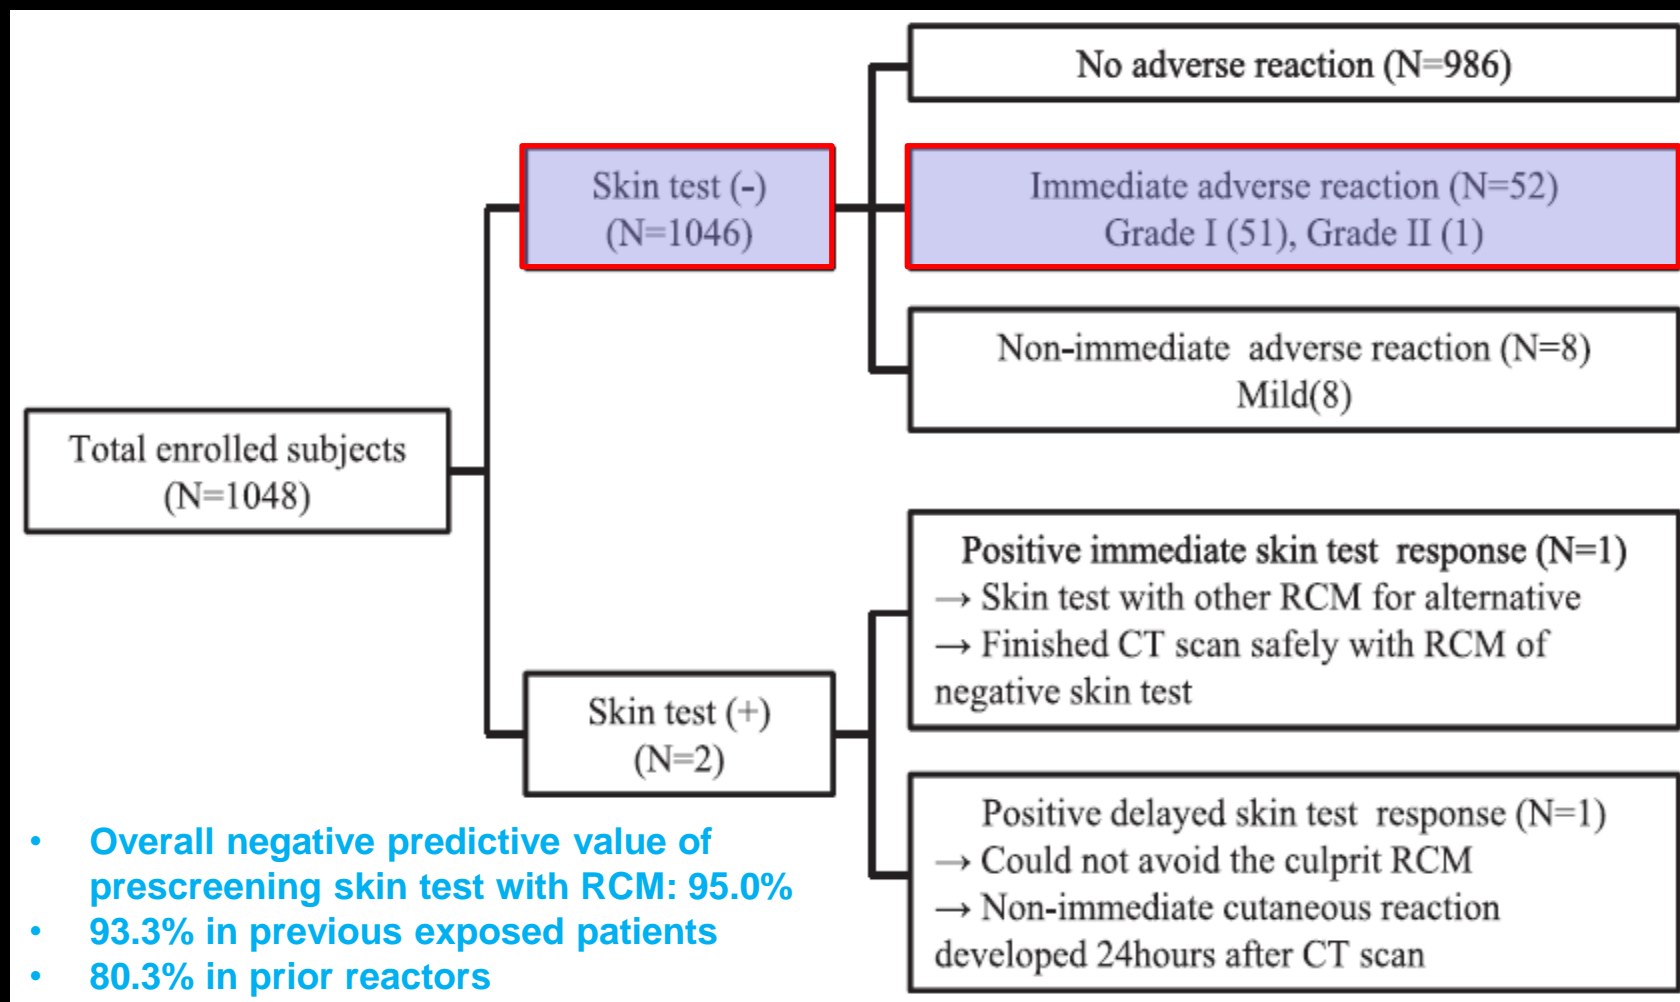 No adverse reaction (N=986)
Skin test (-)
(N=1046)
Immediate adverse reaction (N=52)
Grade I (51), Grade II (1)
Non-immediate adverse reaction (N=8)
Mild(8)
Total enrolled subjects
(N=1048)
Positive immediate skin test response (N=1)
→ Skin test with other RCM for alternative
→ Finished CT scan safely with RCM of
negative skin test
Skin test (+)
(N=2)
Positive delayed skin test response (N=1)
→ Could not avoid the culprit RCM
→ Non-immediate cutaneous reaction
developed 24hours after CT scan
• Overall negative predictive value of
prescreening skin test with RCM: 95.0%
• 93.3% in previous exposed patients
• 80.3% in prior reactors